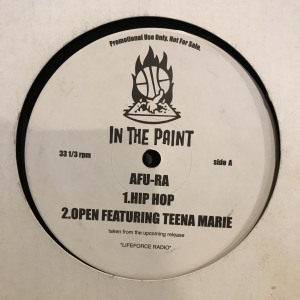 Promotional Use Only. Not For Sale.
IN THE PAINT
33 1/3 rpm
side A
AFU-RA
1.HIP HOP
2.OPEN FEATURING TEENA MARIE
taken from the upcoming release
"LIFEFORCE RADIO"